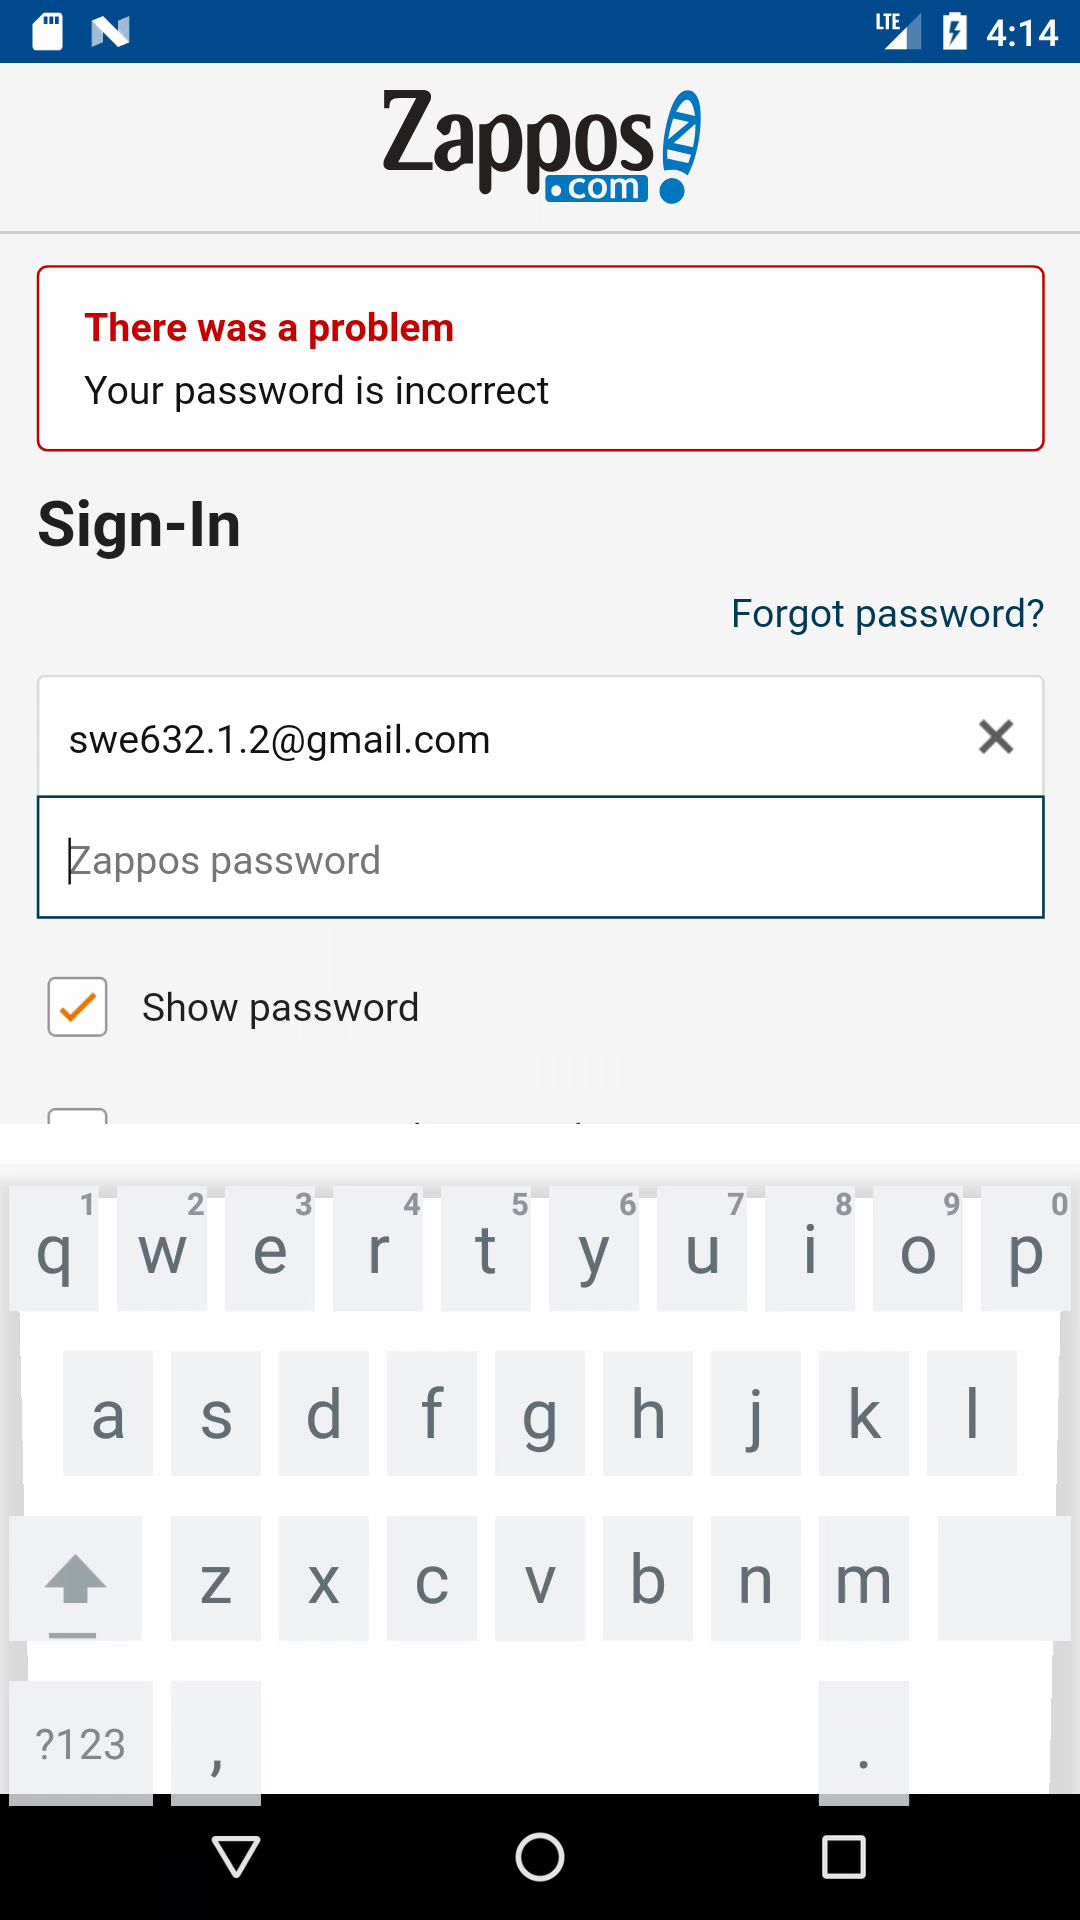 LTE 4:14
Zappos
.com
There was a problem
Your password is incorrect
Sign-In
Forgot password?
swe632.1.2@gmail.com
Zappos password
Show password
1 2 3 4 5 6 7 8 9 0
q w e r t y u i o p
a s d f g h j k l
z x c v b n m
?123 , .